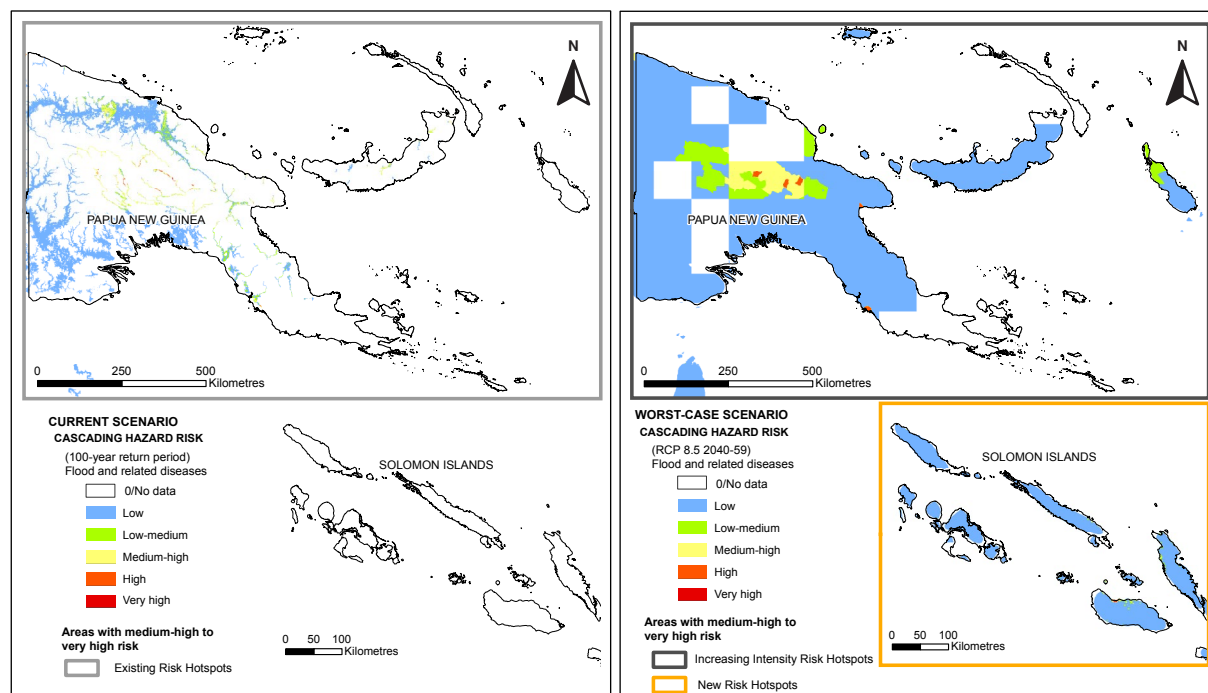 N
PAPUA NEW GUINEA
0 250 500
Kilometres
CURRENT SCENARIO
CASCADING HAZARD RISK
(100-year return period)
Flood and related diseases
0/No data
Low
Low-medium
Medium-high
High
Very high
Areas with medium-high to
very high risk
Existing Risk Hotspots
SOLOMON ISLANDS
0 50 100
Kilometres
N
PAPUA NEW GUINEA
0 250 500
Kilometres
WORST-CASE SCENARIO
CASCADING HAZARD RISK
(RCP 8.5 2040-59)
Flood and related diseases
0/No data
Low
Low-medium
Medium-high
High
Very high
Areas with medium-high to
very high risk
Increasing Intensity Risk Hotspots
New Risk Hotspots
SOLOMON ISLANDS
0 50 100
Kilometres